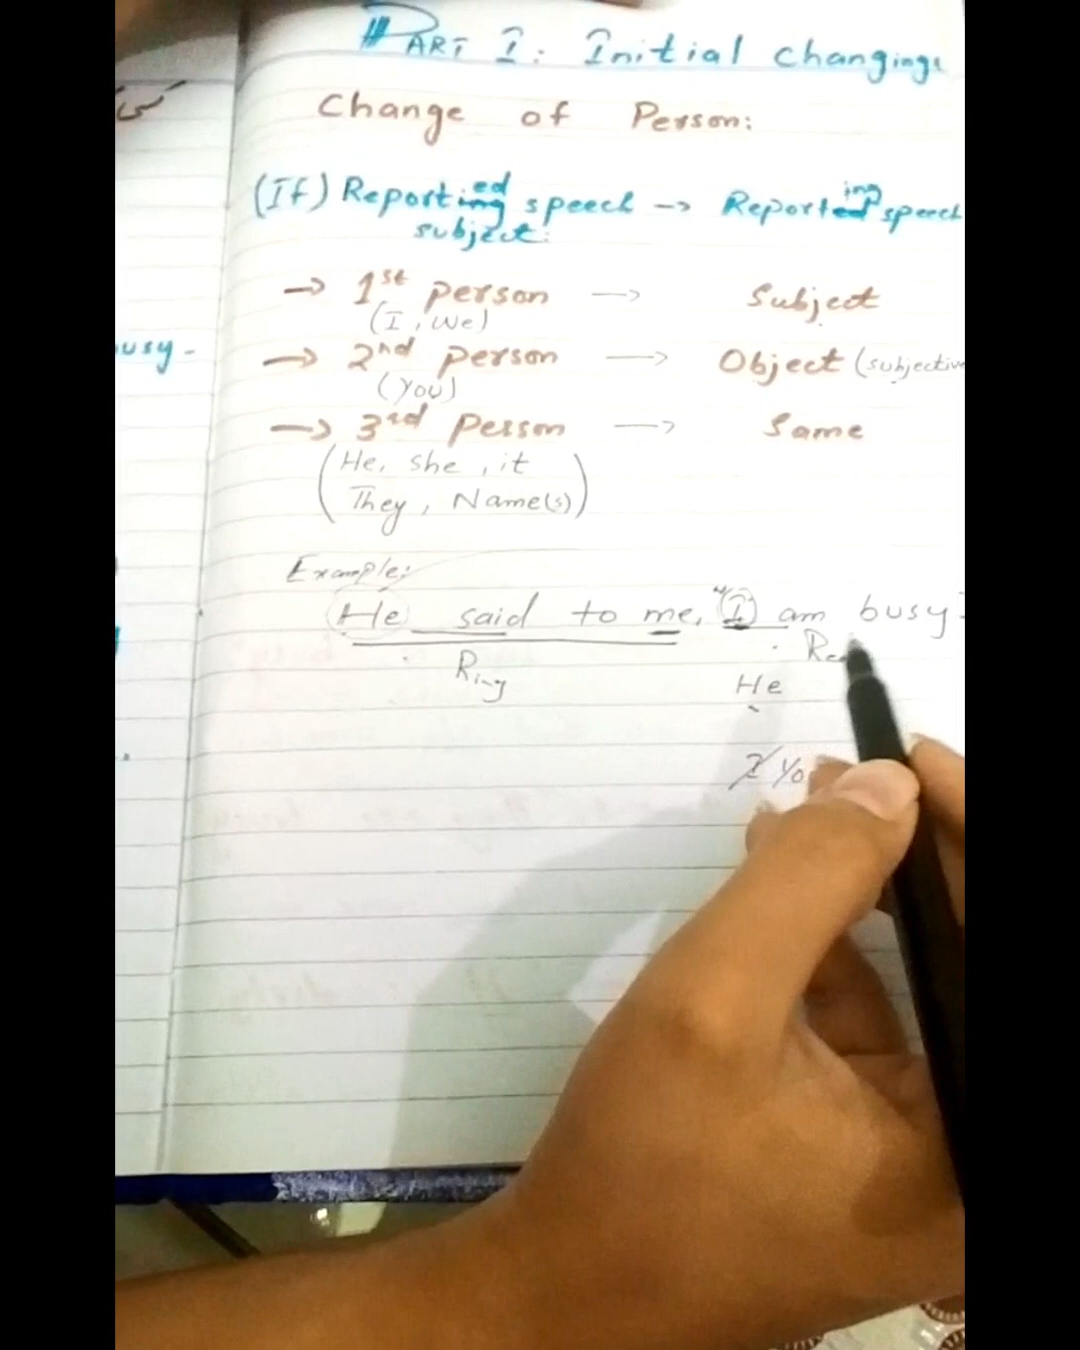 PART I: Initial Changings
Change of Person:
(If) Reported speech → Reporting speech
subject:
→ 1st person → Subject
(I, We)
usy -
→ 2nd person → Object (subjective
(You)
→ 3rd Person → Same
(He, she, it
They, Name(s))
Example:
He said to me, "I am busy
Ring
He
I Yo